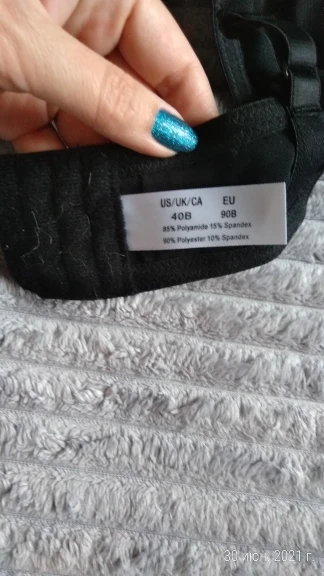 US/UK/CA EU
40B 90B
85% Polyamide 15% Spandex
90% Polyester 10% Spandex
30 июн. 2021 г.